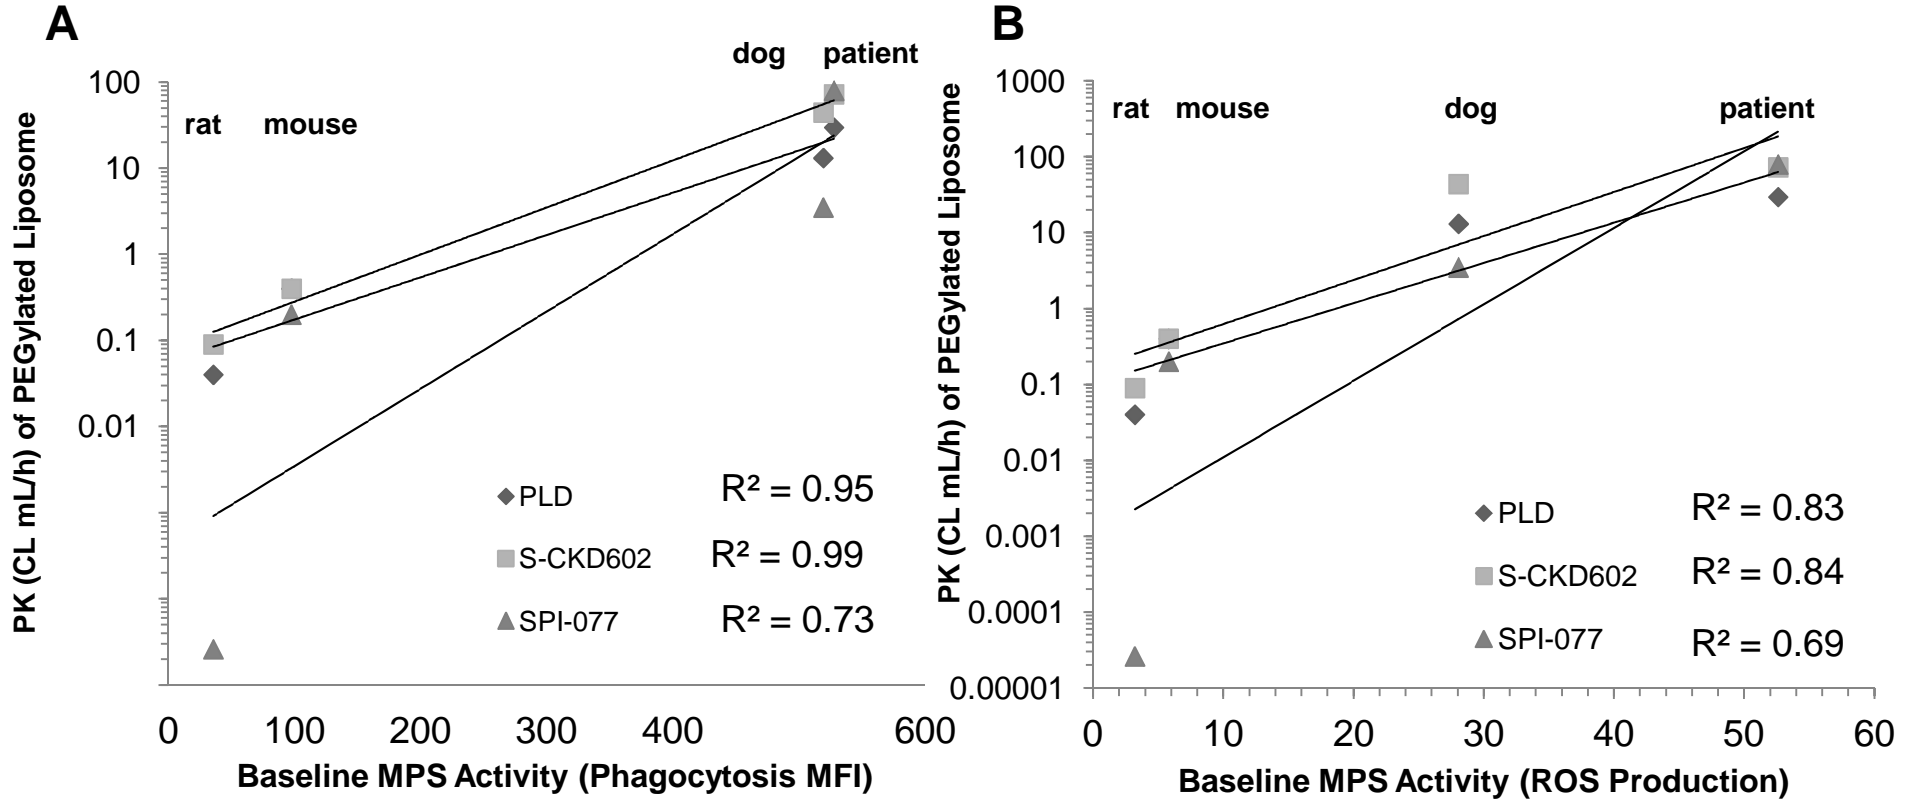 A
dog patient
rat mouse
100
10
1
0.1
0.01
PK (CL mL/h) of PEGylated Liposome
PLD R² = 0.95
S-CKD602 R² = 0.99
SPI-077 R² = 0.73
0 100 200 300 400 600
Baseline MPS Activity (Phagocytosis MFI)
B
rat mouse dog patient
1000
100
10
1
0.1
0.01
0.001
0.0001
0.00001
PK (CL mL/h) of PEGylated Liposome
PLD R² = 0.83
S-CKD602 R² = 0.84
SPI-077 R² = 0.69
0 10 20 30 40 50 60
Baseline MPS Activity (ROS Production)